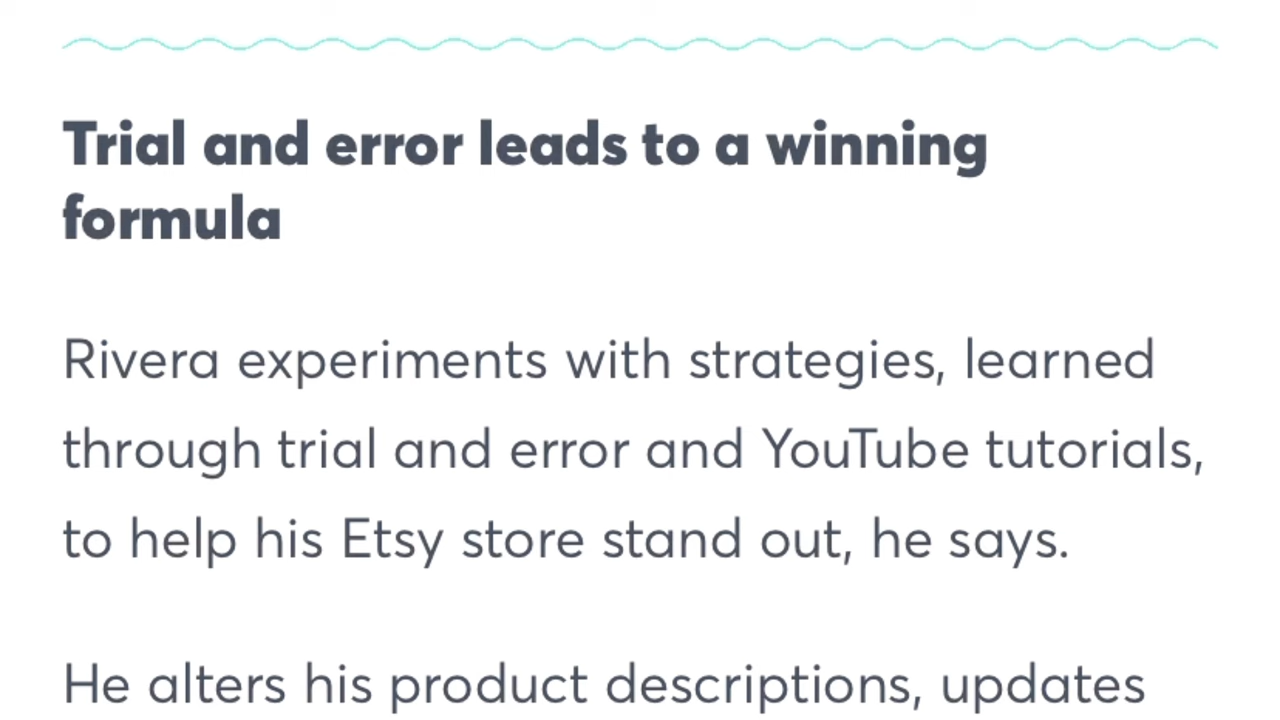 Trial and error leads to a winning
formula
Rivera experiments with strategies, learned
through trial and error and YouTube tutorials,
to help his Etsy store stand out, he says.
He alters his product descriptions, updates